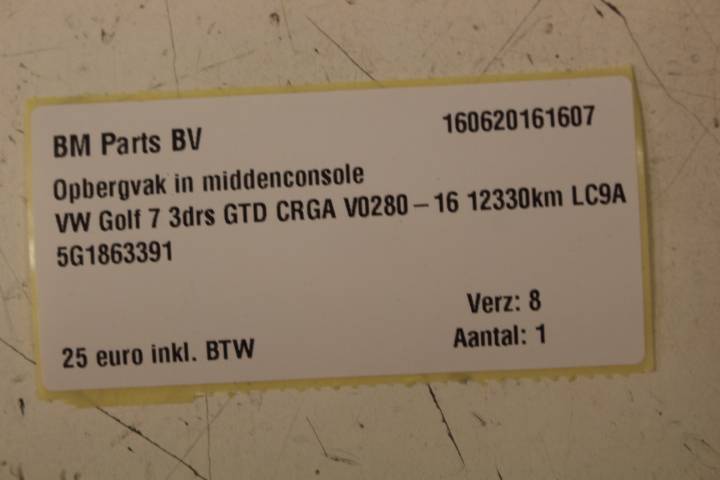 BM Parts BV 160620161607
Opbergvak in middenconsole
VW Golf 7 3drs GTD CRGA V0280 – 16 12330km LC9A
5G1863391
Verz: 8
25 euro inkl. BTW Aantal: 1